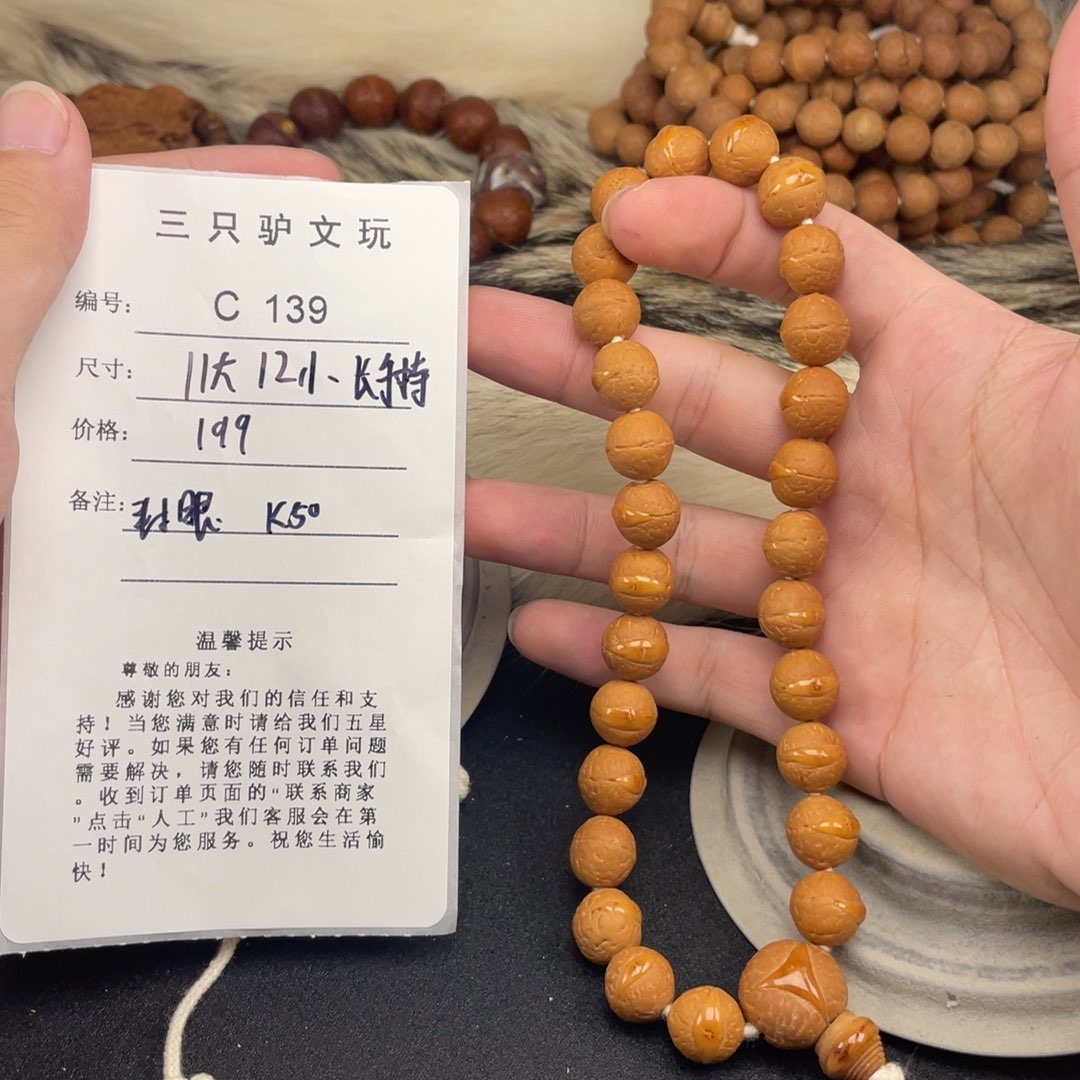 三只驴文玩
编号： C 139
尺寸： 11大 12小、长手持
价格： 199
备注： 封眼 K50
温馨提示
尊敬的朋友：
感谢您对我们的信任和支
持！当您满意时请给我们五星
好评。如果您有任何订单问题
需要解决，请您随时联系我们
。收到订单页面的“联系商家
”点击“人工”我们客服会在第
一时间为您服务。祝您生活愉
快！